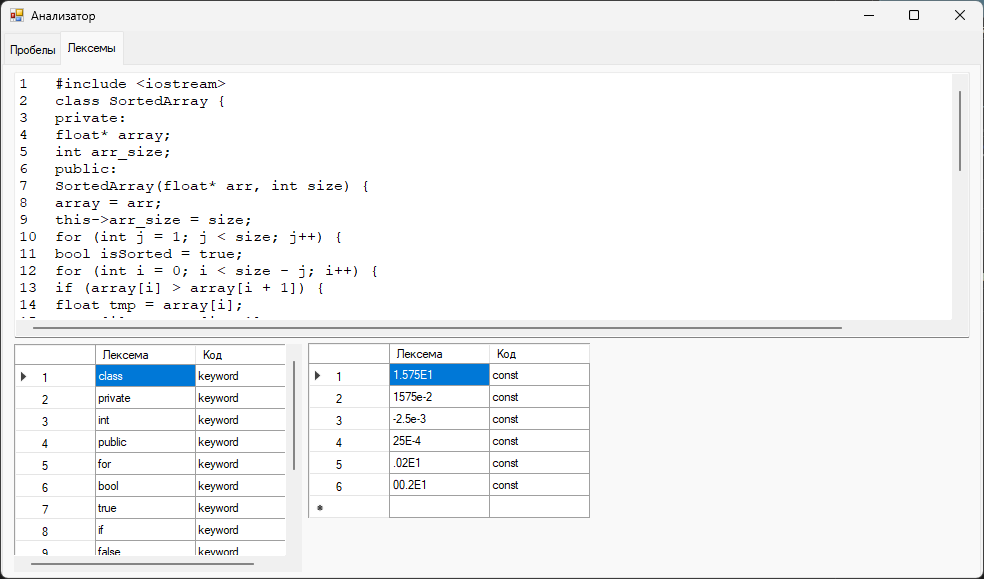 Анализатор
Пробелы Лексемы
1 #include <iostream>
2 class SortedArray {
3 private:
4 float* array;
5 int arr_size;
6 public:
7 SortedArray(float* arr, int size) {
8 array = arr;
9 this->arr_size = size;
10 for (int j = 1; j < size; j++) {
11 bool isSorted = true;
12 for (int i = 0; i < size - j; i++) {
13 if (array[i] > array[i + 1]) {
14 float tmp = array[i];
Лексема Код
1 class keyword
2 private keyword
3 int keyword
4 public keyword
5 for keyword
6 bool keyword
7 true keyword
8 if keyword
9 false keyword
Лексема Код
1 1.575E1 const
2 1575e-2 const
3 -2.5e-3 const
4 25E-4 const
5 .02E1 const
6 00.2E1 const